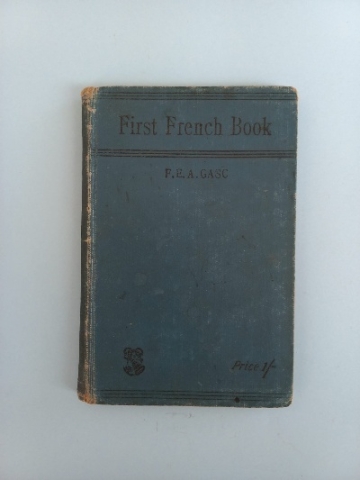 First French Book
F.E.A. GASC
Price 1/-